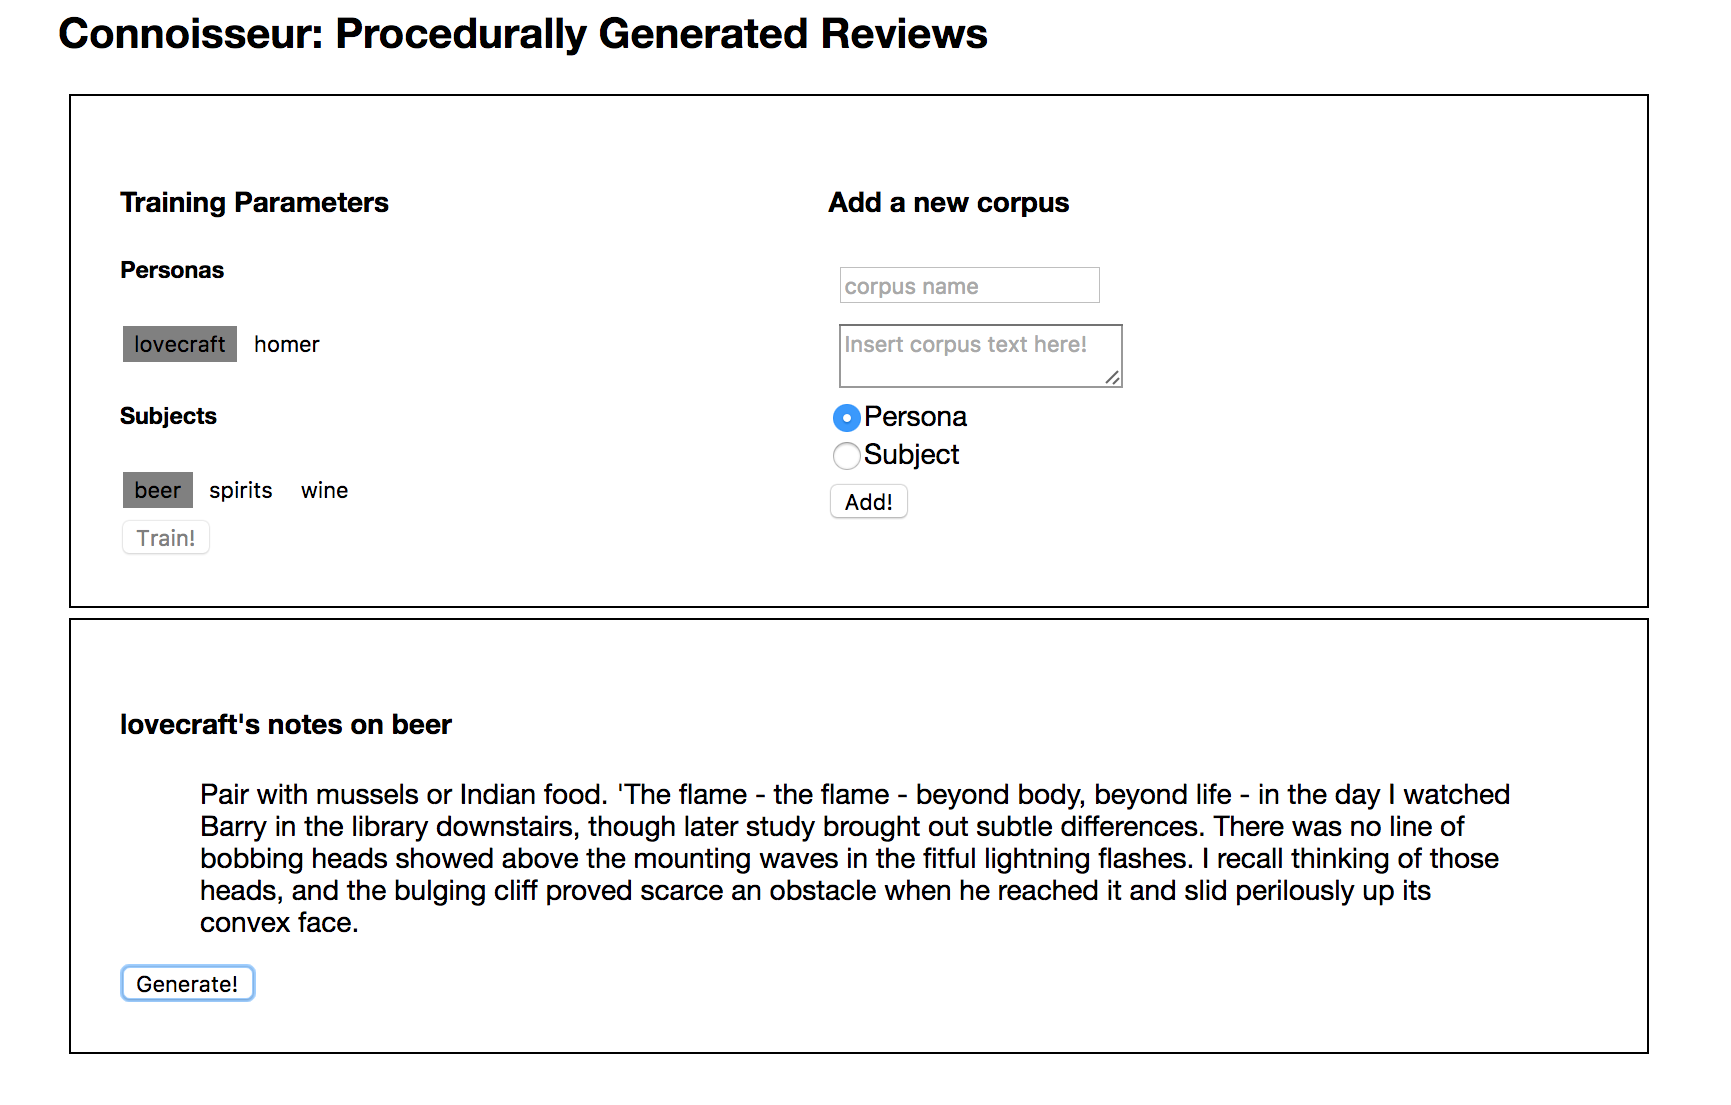 Connoisseur: Procedurally Generated Reviews
Training Parameters
Personas
lovecraft homer
Subjects
beer spirits wine
Train!
Add a new corpus
corpus name
Insert corpus text here!
Persona
Subject
Add!
lovecraft's notes on beer
Pair with mussels or Indian food. 'The flame - the flame - beyond body, beyond life - in the day I watched
Barry in the library downstairs, though later study brought out subtle differences. There was no line of
bobbing heads showed above the mounting waves in the fitful lightning flashes. I recall thinking of those
heads, and the bulging cliff proved scarce an obstacle when he reached it and slid perilously up its
convex face.
Generate!